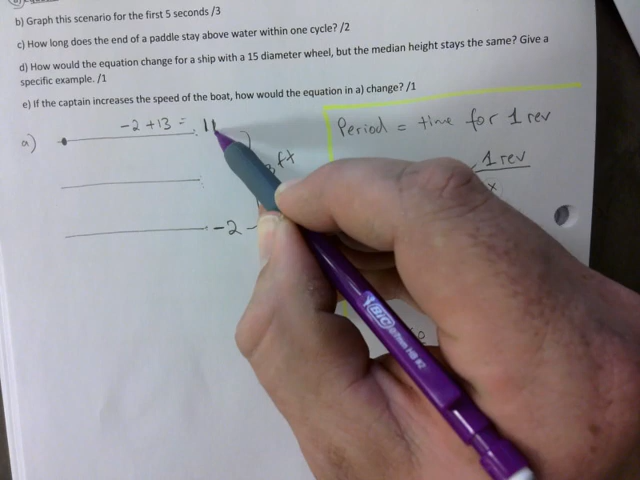 b) Graph this scenario for the first 5 seconds /3
c) How long does the end of a paddle stay above water within one cycle? /2
d) How would the equation change for a ship with a 15 diameter wheel, but the median height stays the same? Give a
specific example. /1
e) If the captain increases the speed of the boat, how would the equation in a) change? /1
a) -2 +13 = 11
Period = time for 1 rev
ft
1 rev
x
-2
BIC